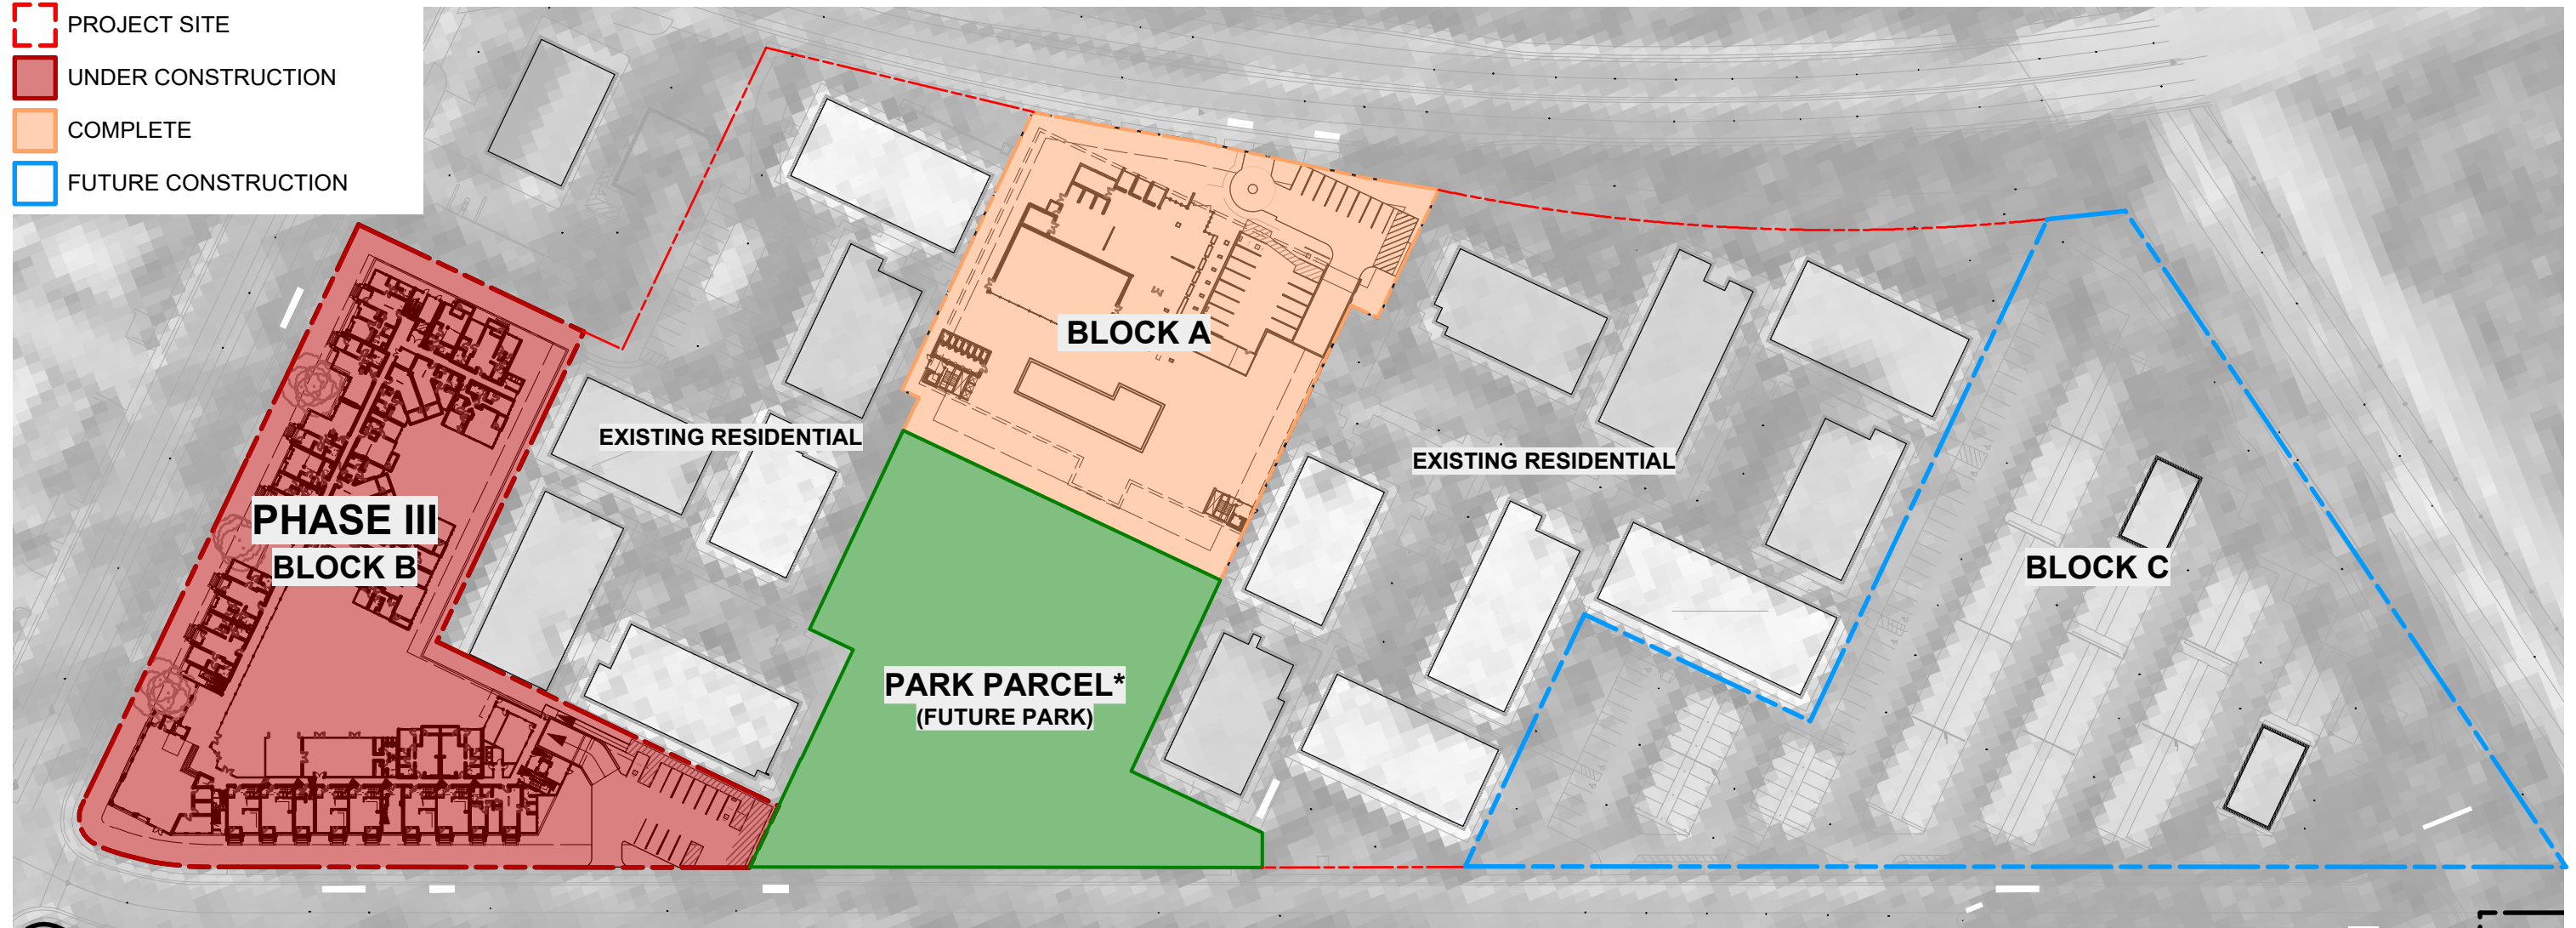 PROJECT SITE
UNDER CONSTRUCTION
COMPLETE
FUTURE CONSTRUCTION
BLOCK A
EXISTING RESIDENTIAL
EXISTING RESIDENTIAL
PHASE III
BLOCK B
BLOCK C
PARK PARCEL*
(FUTURE PARK)